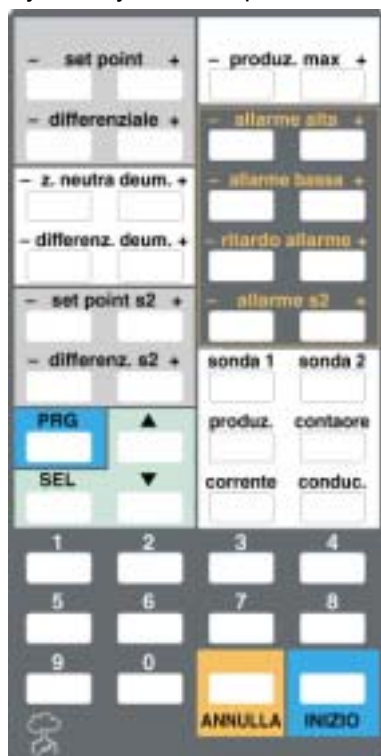 - set point +
- differenziale +
- z. neutra deum. +
- differenz. deum. +
- set point s2 +
- differenz. s2 +
PRG ▲
SEL ▼
- produz. max +
- allarme alta +
- allarme bassa +
- ritardo allarme +
- allarme s2 +
sonda 1 sonda 2
produz. contaore
corrente conduc.
1 2 3 4
5 6 7 8
9 0
ANNULLA INIZIO